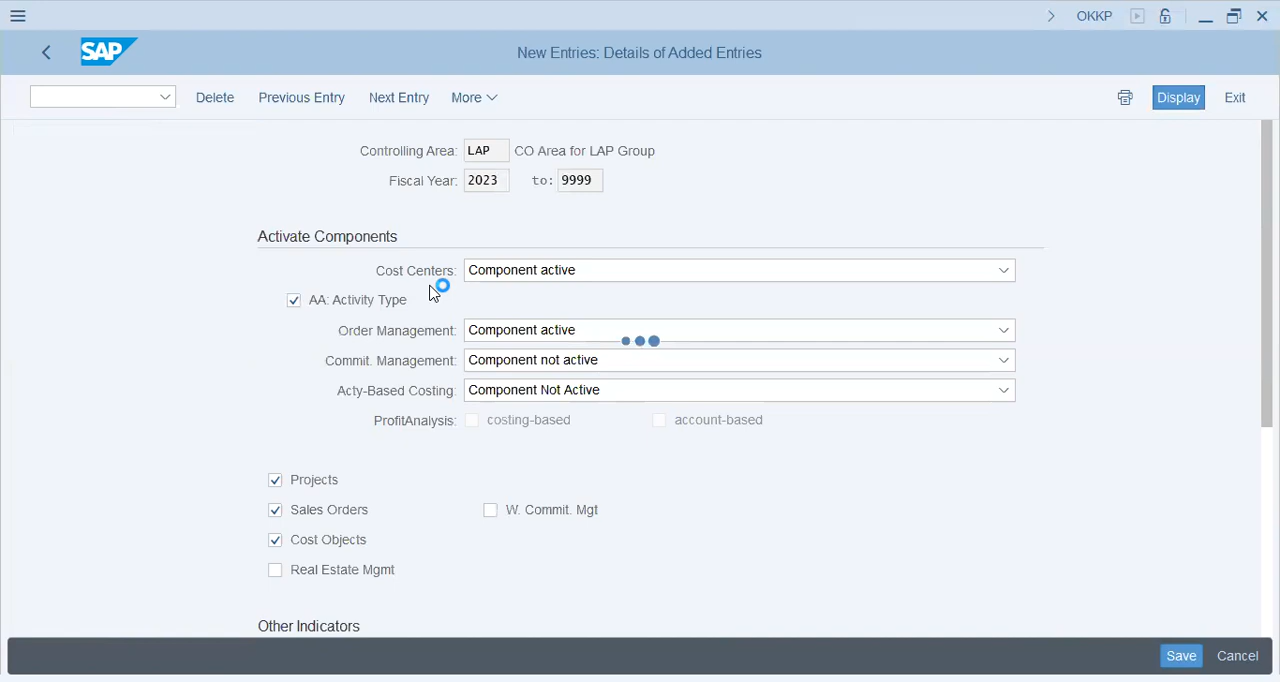 OKKP
SAP
New Entries: Details of Added Entries
Delete Previous Entry Next Entry More Display Exit
Controlling Area: LAP CO Area for LAP Group
Fiscal Year: 2023 to: 9999
Activate Components
Cost Centers: Component active
AA: Activity Type
Order Management: Component active
Commit. Management: Component not active
Acty-Based Costing: Component Not Active
ProfitAnalysis: costing-based account-based
Projects
Sales Orders W. Commit. Mgt
Cost Objects
Real Estate Mgmt
Other Indicators
Save Cancel